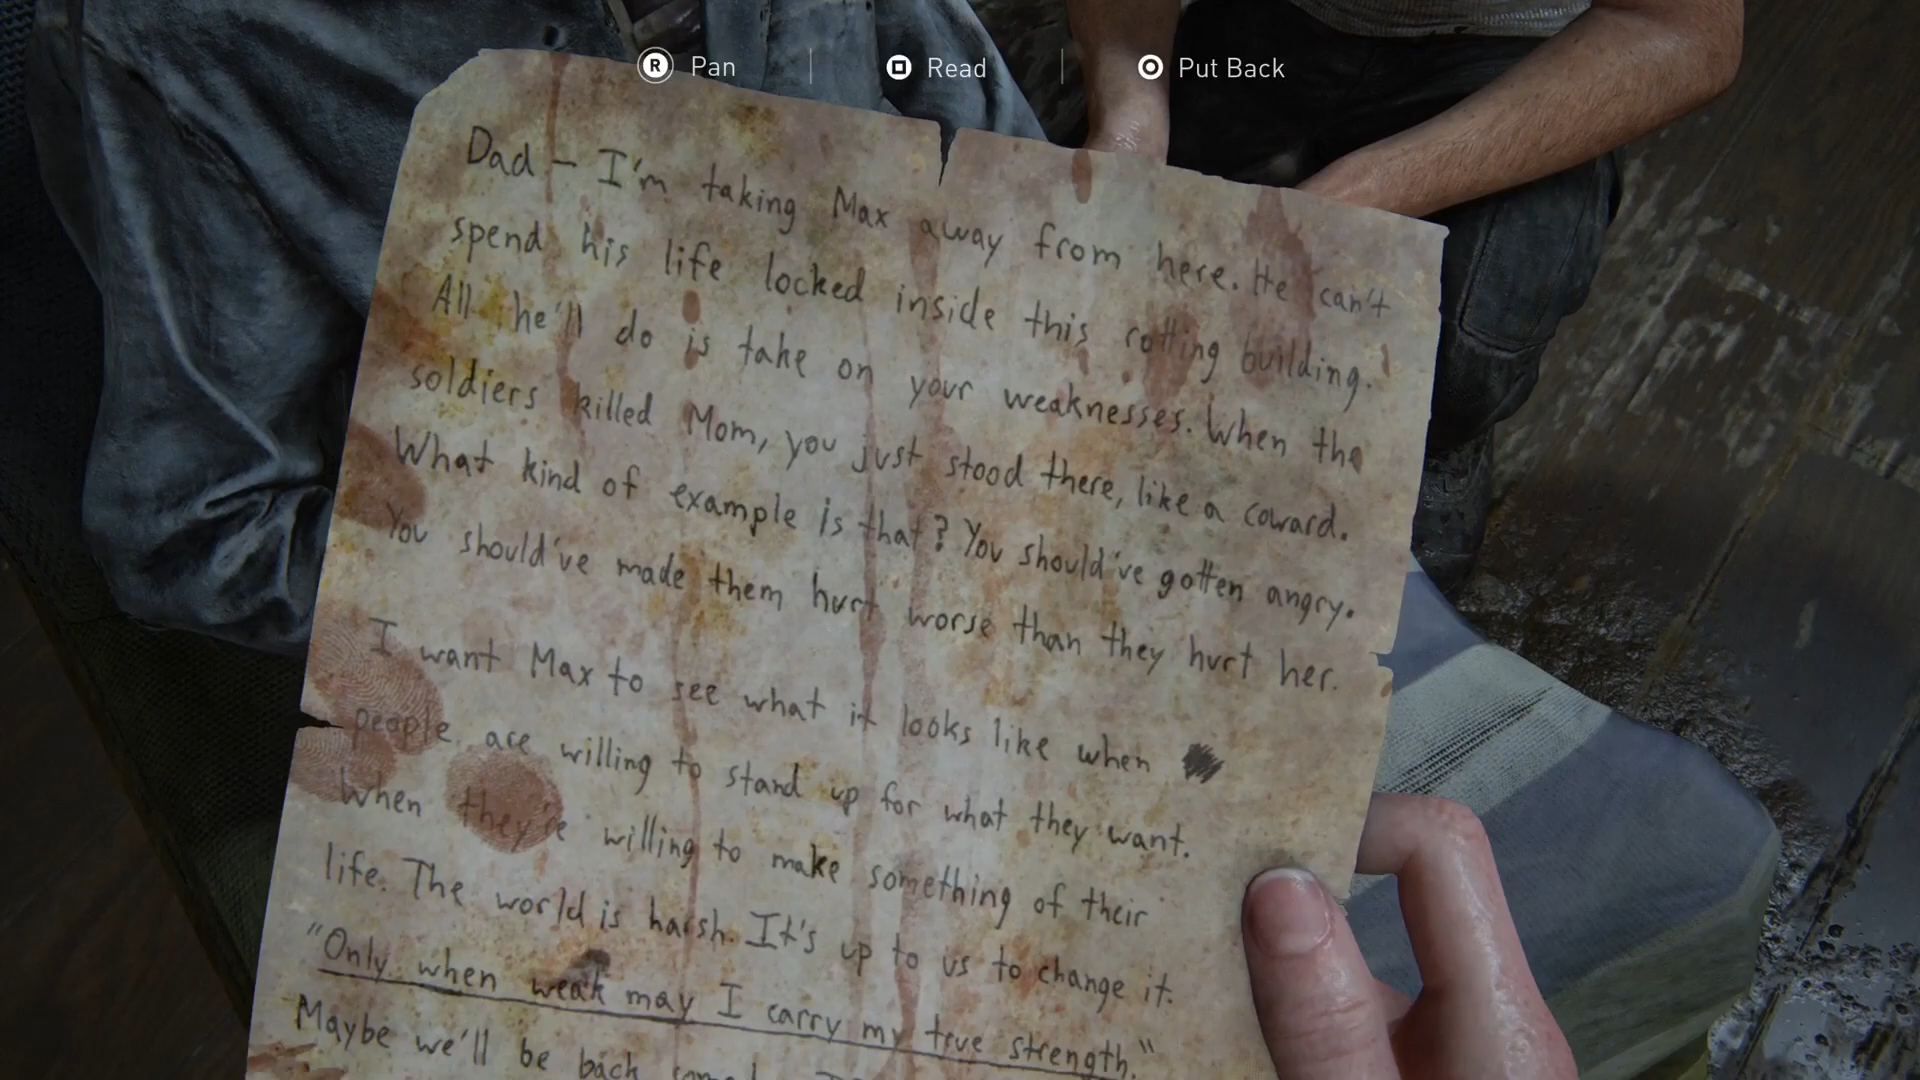 R Pan
Read
Put Back
Dad – I'm taking Max away from here. He can't
spend his life locked inside this rotting building.
All he'll do is take on your weaknesses. When the
soldiers killed Mom, you just stood there, like a coward.
What kind of example is that? You should've gotten angry.
You should've made them hurt worse than they hurt her.
I want Max to see what it looks like when
people are willing to stand up for what they want.
When they're willing to make something of their
life. The world is harsh. It's up to us to change it.
"Only when weak may I carry my true strength."
Maybe we'll be back